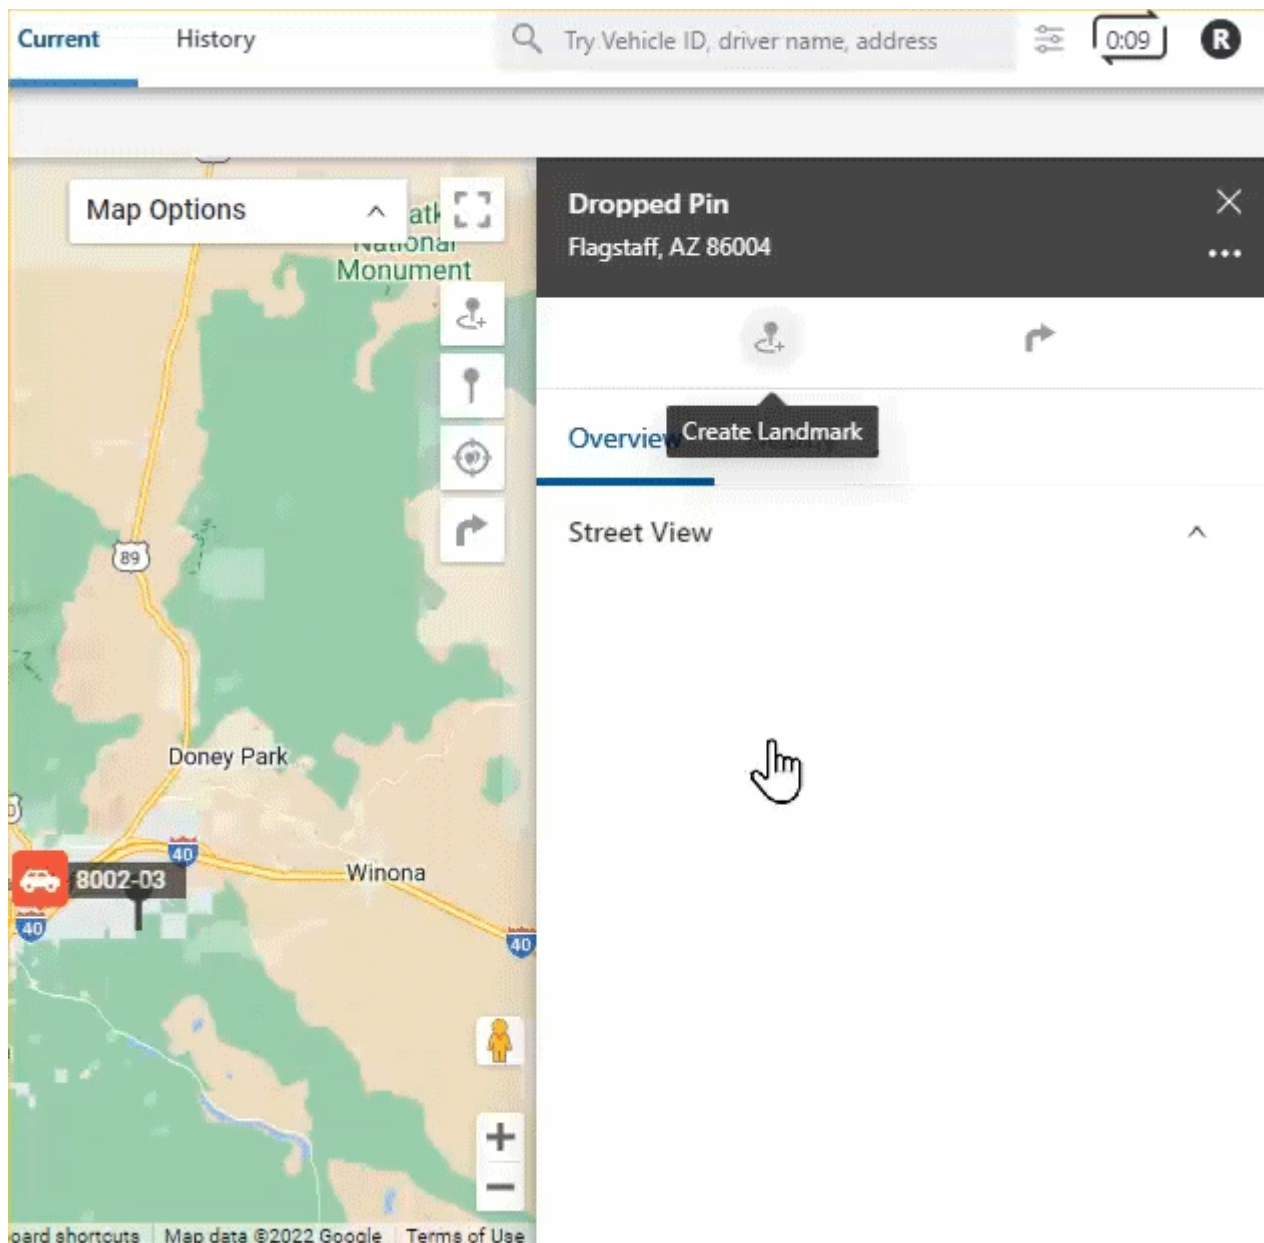 Current
History
Try Vehicle ID, driver name, address
0:09
R
Map Options
National
Monument
Dropped Pin
Flagstaff, AZ 86004
Create Landmark
Overview
Street View
89
Doney Park
40
Winona
8002-03
40
40
Map data ©2022 Google
Terms of Use